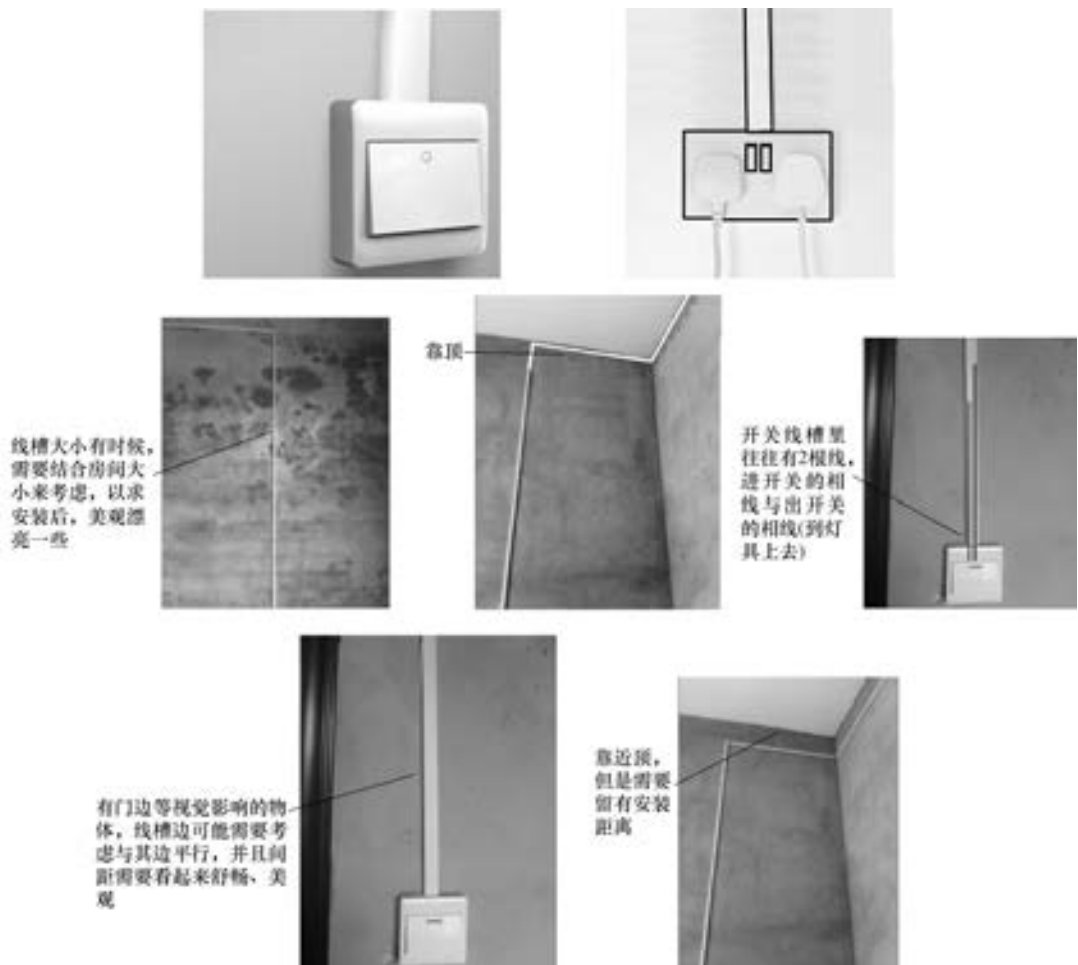 靠顶
线槽大小有时候，
需要结合房间大
小来考虑，以求
安装后，美观漂
亮一些
开关线槽里
往往有2根线，
进开关的相
线与出开关
的相线(到灯
具上去)
有门边等视觉影响的物
体，线槽边可能需要考
虑与其边平行，并且间
距需要看起来舒畅、美
观
靠近顶，
但是需要
留有安装
距离